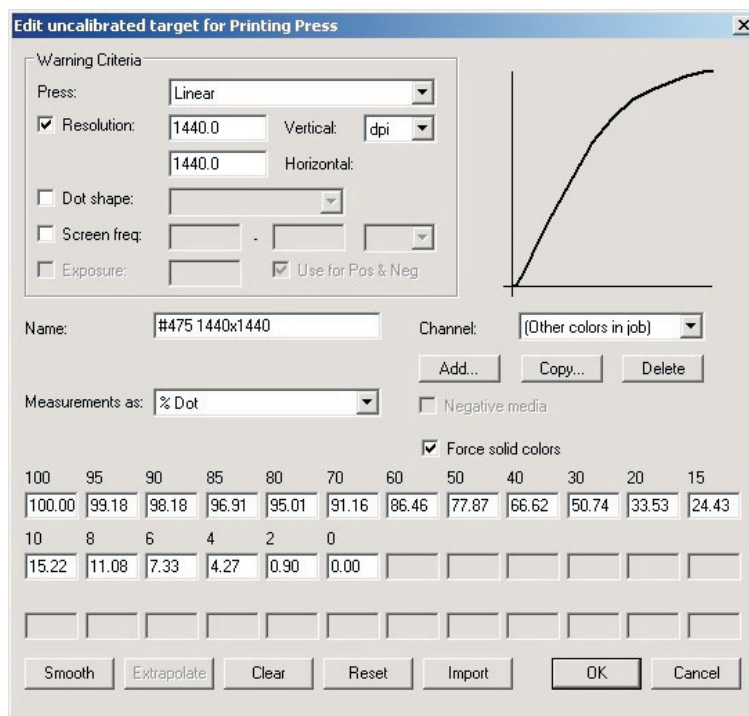 Edit uncalibrated target for Printing Press
Warning Criteria
Press: Linear
Resolution: 1440.0 Vertical: dpi
1440.0 Horizontal:
Dot shape:
Screen freq: .
Exposure: Use for Pos & Neg
Name: #475 1440x1440 Channel: (Other colors in job)
Add... Copy... Delete
Measurements as: % Dot Negative media
Force solid colors
100 95 90 85 80 70 60 50 40 30 20 15
100.00 99.18 98.18 96.91 95.01 91.16 86.46 77.87 66.62 50.74 33.53 24.43
10 8 6 4 2 0
15.22 11.08 7.33 4.27 0.90 0.00
Smooth Extrapolate Clear Reset Import OK Cancel